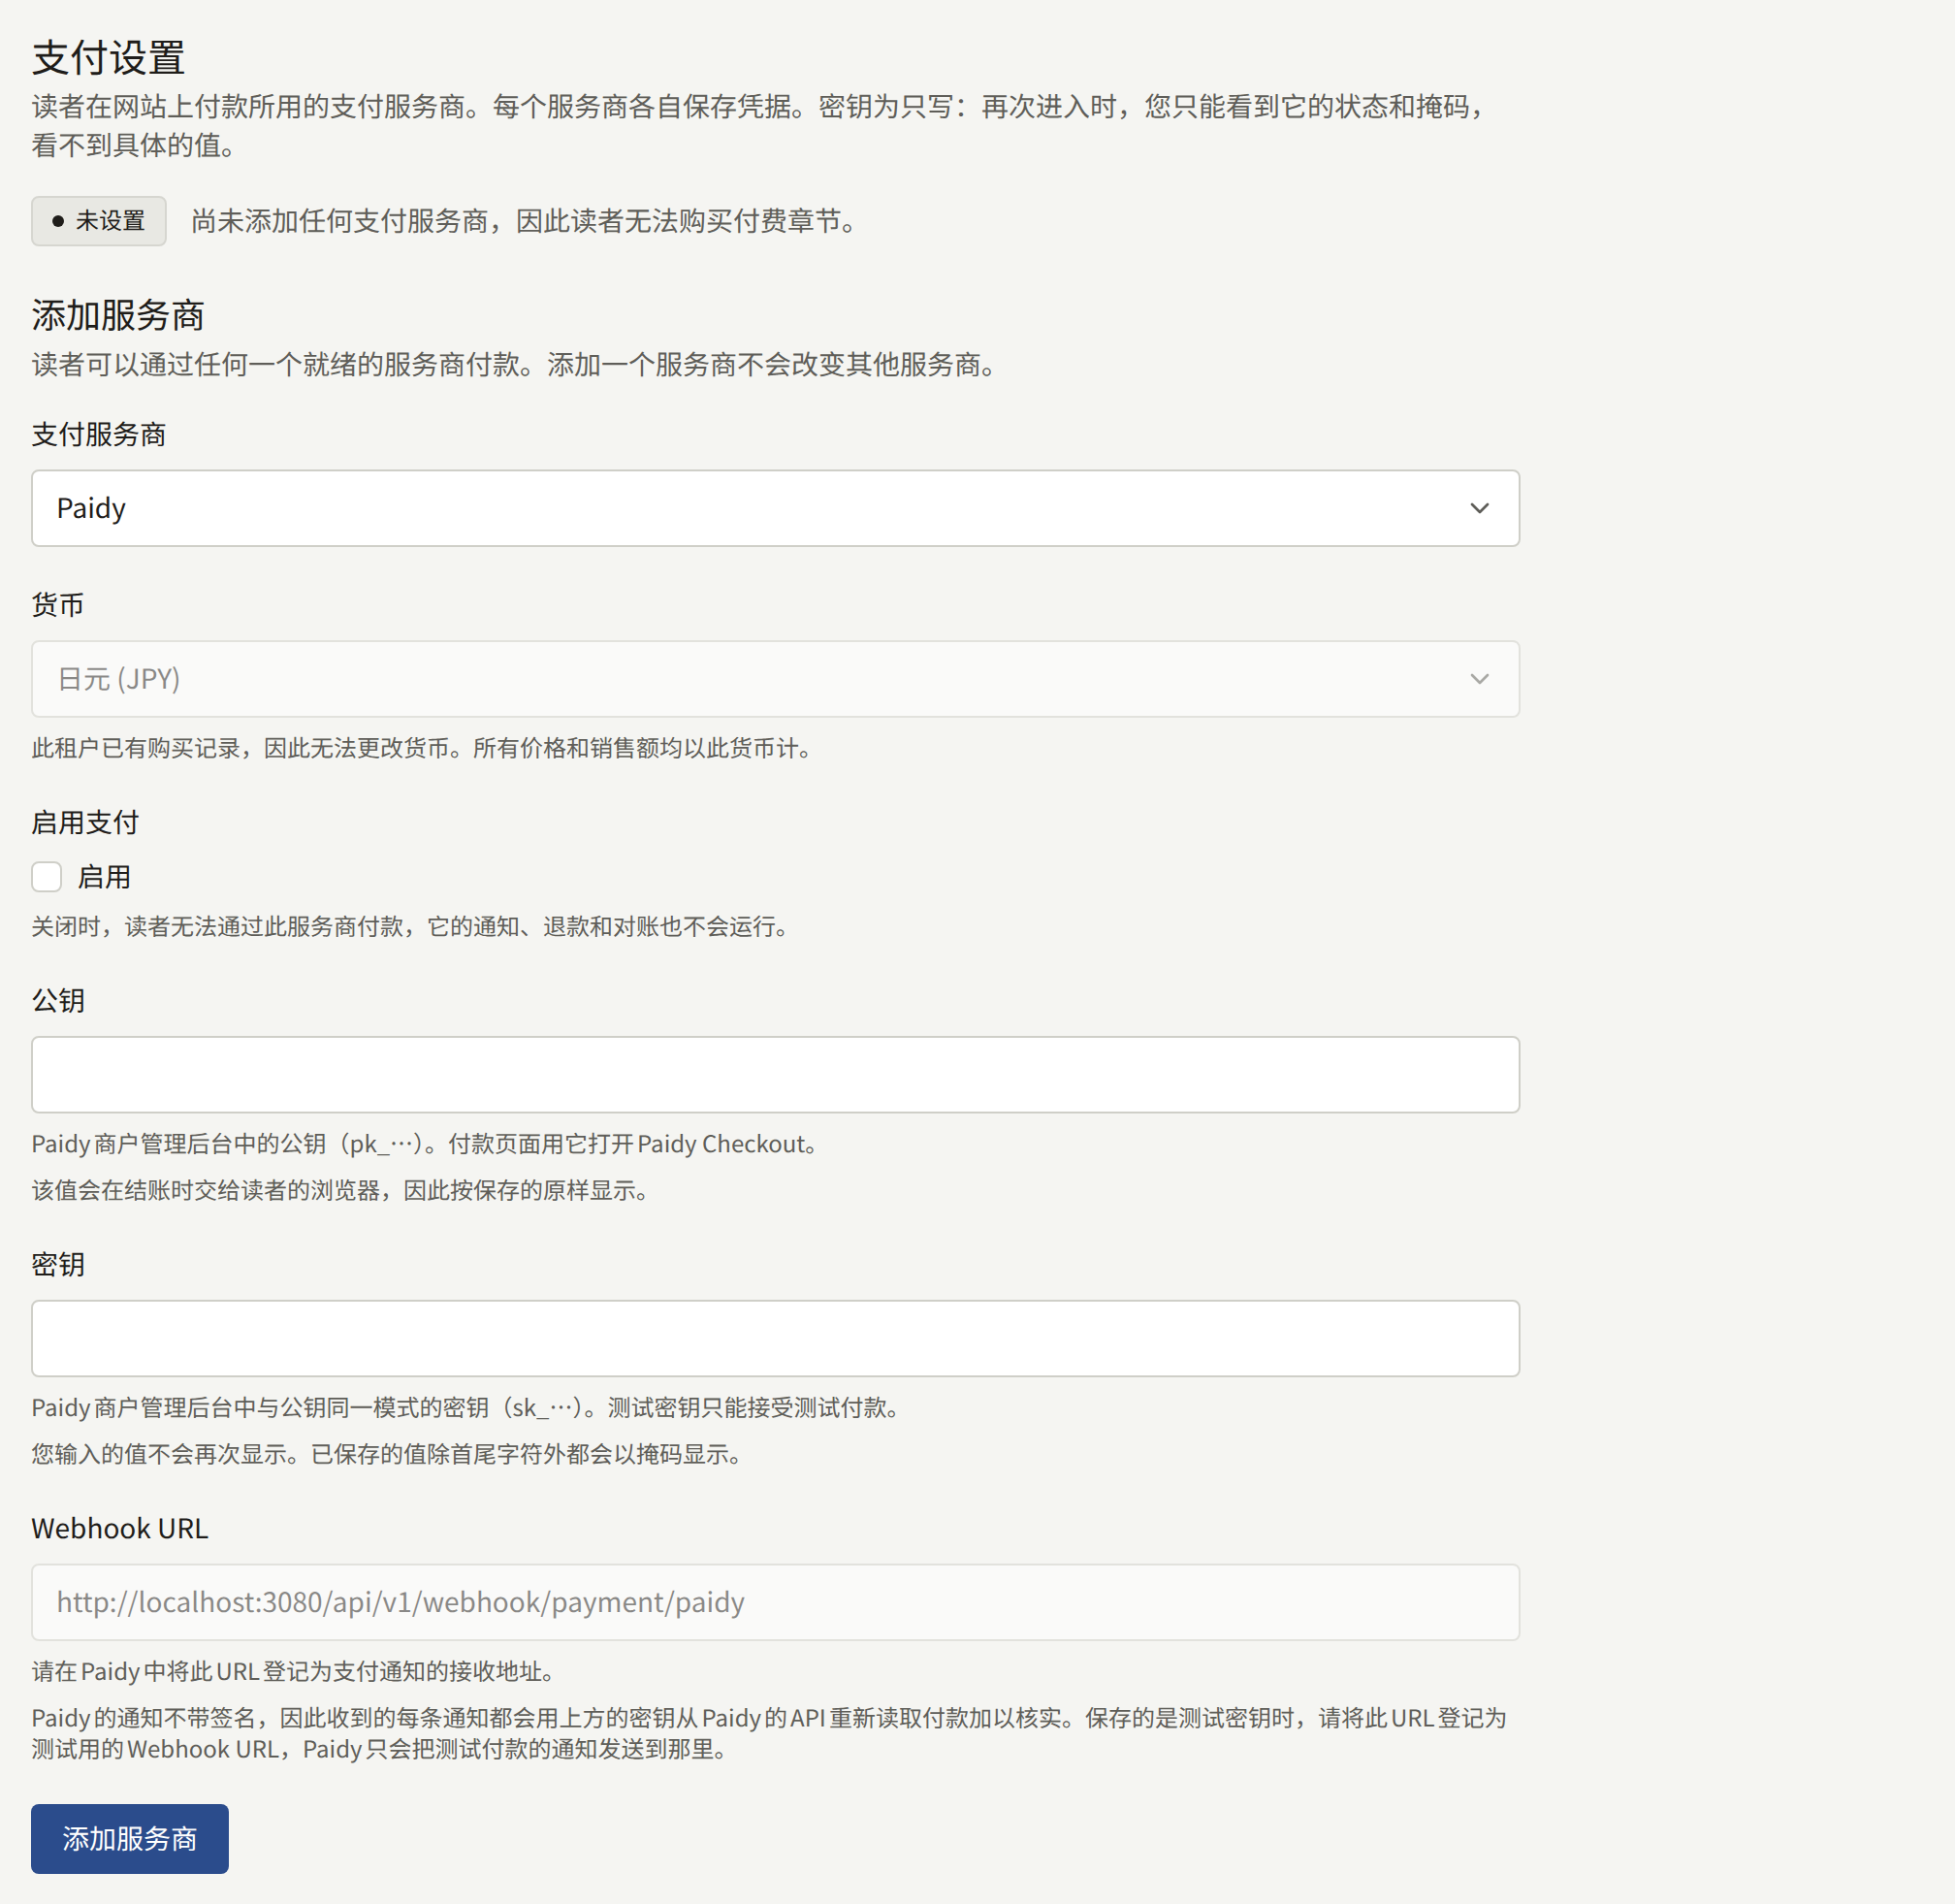 支付设置
读者在网站上付款所用的支付服务商。每个服务商各自保存凭据。密钥为只写：再次进入时，您只能看到它的状态和掩码，
看不到具体的值。
未设置
尚未添加任何支付服务商，因此读者无法购买付费章节。
添加服务商
读者可以通过任何一个就绪的服务商付款。添加一个服务商不会改变其他服务商。
支付服务商
Paidy
货币
日元 (JPY)
此租户已有购买记录，因此无法更改货币。所有价格和销售额均以此货币计。
启用支付
启用
关闭时，读者无法通过此服务商付款，它的通知、退款和对账也不会运行。
公钥
Paidy 商户管理后台中的公钥（pk_…）。付款页面用它打开 Paidy Checkout。
该值会在结账时交给读者的浏览器，因此按保存的原样显示。
密钥
Paidy 商户管理后台中与公钥同一模式的密钥（sk_…）。测试密钥只能接受测试付款。
您输入的值不会再次显示。已保存的值除首尾字符外都会以掩码显示。
Webhook URL
http://localhost:3080/api/v1/webhook/payment/paidy
请在 Paidy 中将此 URL 登记为支付通知的接收地址。
Paidy 的通知不带签名，因此收到的每条通知都会用上方的密钥从 Paidy 的 API 重新读取付款加以核实。保存的是测试密钥时，请将此 URL 登记为
测试用的 Webhook URL，Paidy 只会把测试付款的通知发送到那里。
添加服务商